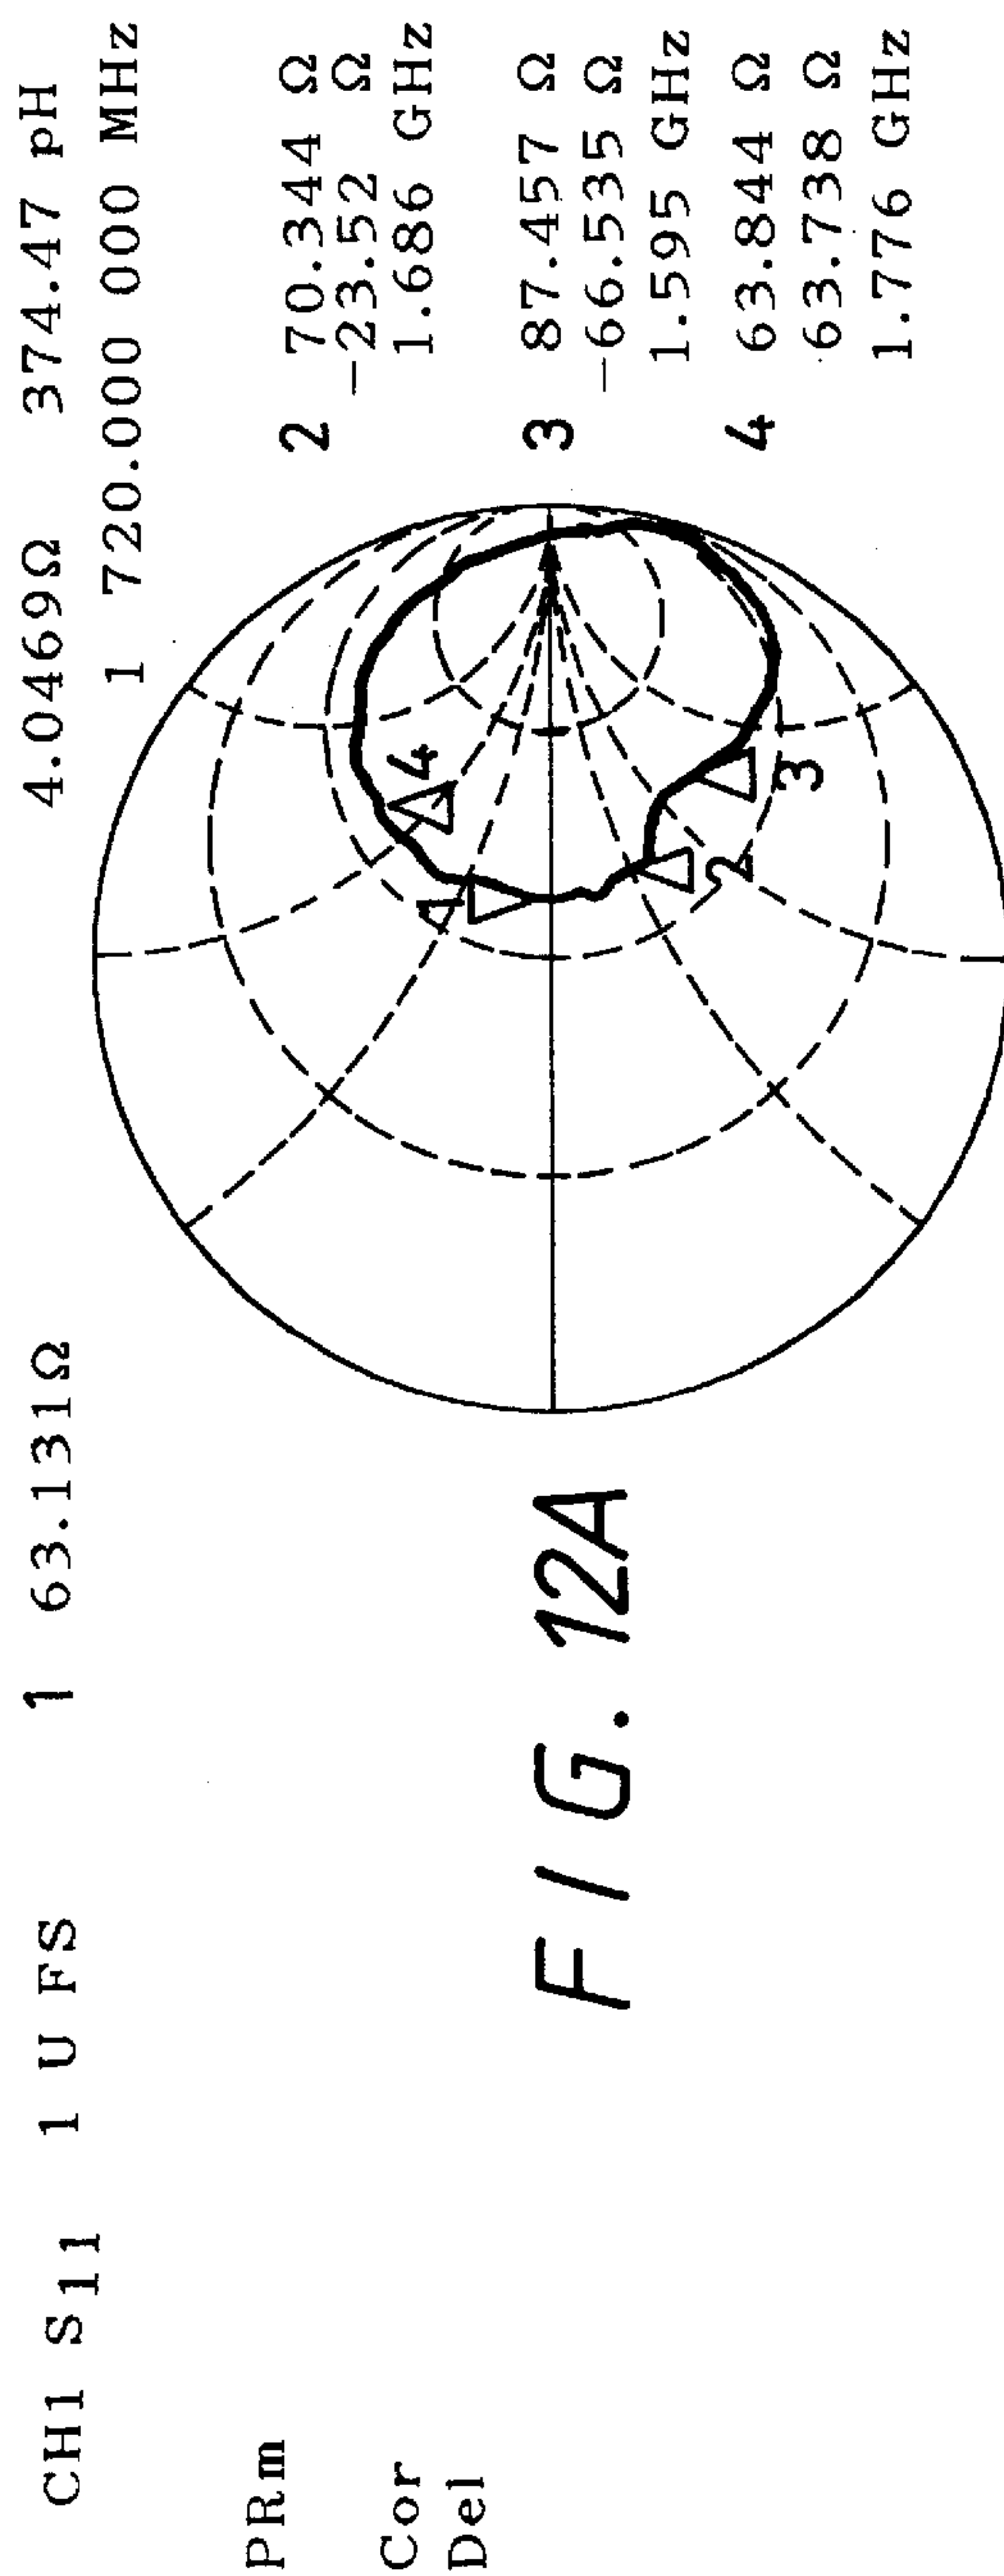 CH1 S11 1 U FS 1 63.131Ω 4.0469Ω 374.47 pH
1 720.000 000 MHz
PRm
Cor
Del
2 70.344 Ω
-23.52 Ω
1.686 GHz
3 87.457 Ω
-66.535 Ω
1.595 GHz
4 63.844 Ω
63.738 Ω
1.776 GHz
1
4
2
3
FIG. 12A